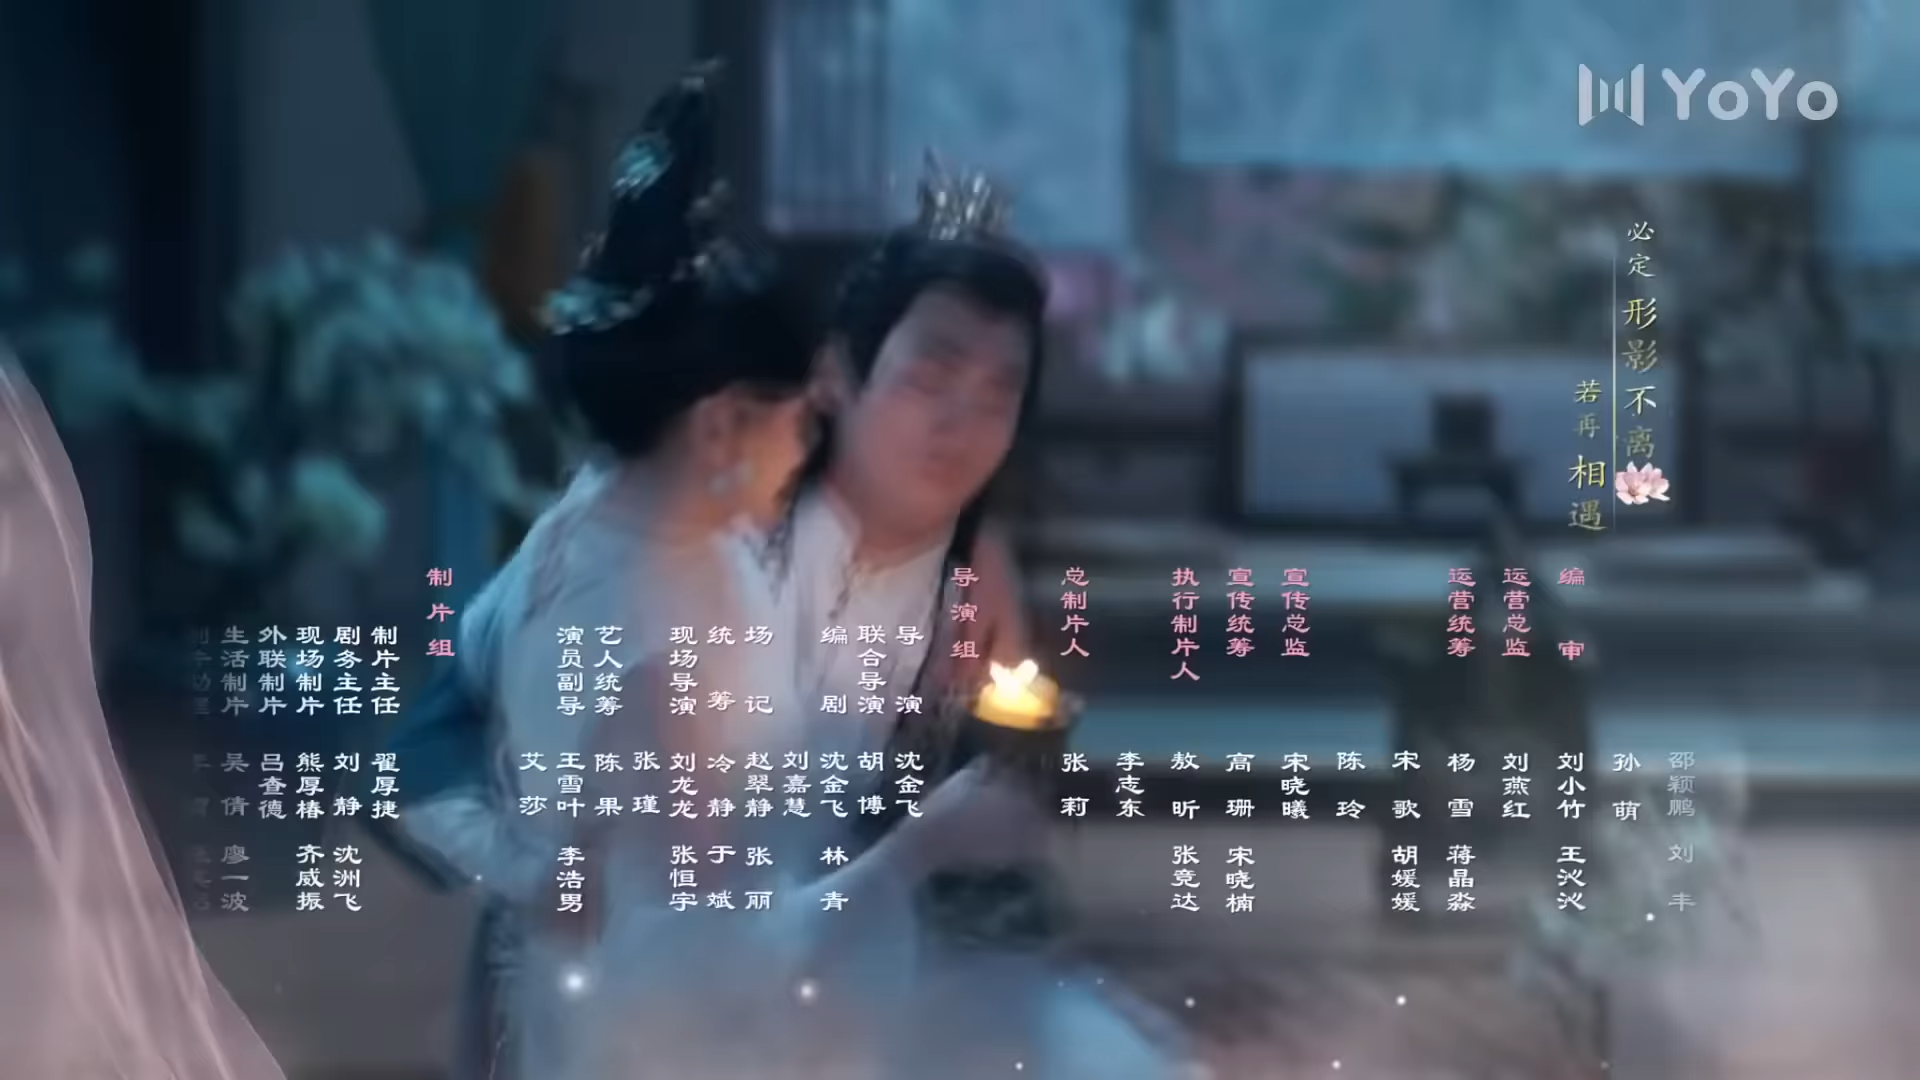 YoYo
必定形影不离
若再相遇
邵颖鹏 刘丰
孙萌
编审 刘小竹 王沁沁
运营总监 刘燕红
运营统筹 杨雪 蒋晶淼
宋歌 胡媛媛
陈玲
宣传总监 宋晓曦
宣传统筹 高珊 宋晓楠
执行制片人 敖昕 张竞达
李志东
总制片人 张莉
导演组
导演 沈金飞
联合导演 胡博
编剧 沈金飞 林青
刘嘉慧
场记 赵翠静 张丽
统筹 冷静 于斌
现场导演 刘龙龙 张恒宇
张瑾
艺人统筹 陈果
演员副导 王雪叶 李浩男
艾莎
制片组
制片主任 翟厚捷
剧务主任 刘静 沈洲飞
现场制片 熊厚椿 齐威振
外联制片 吕查德
生活制片 吴倩 廖一波